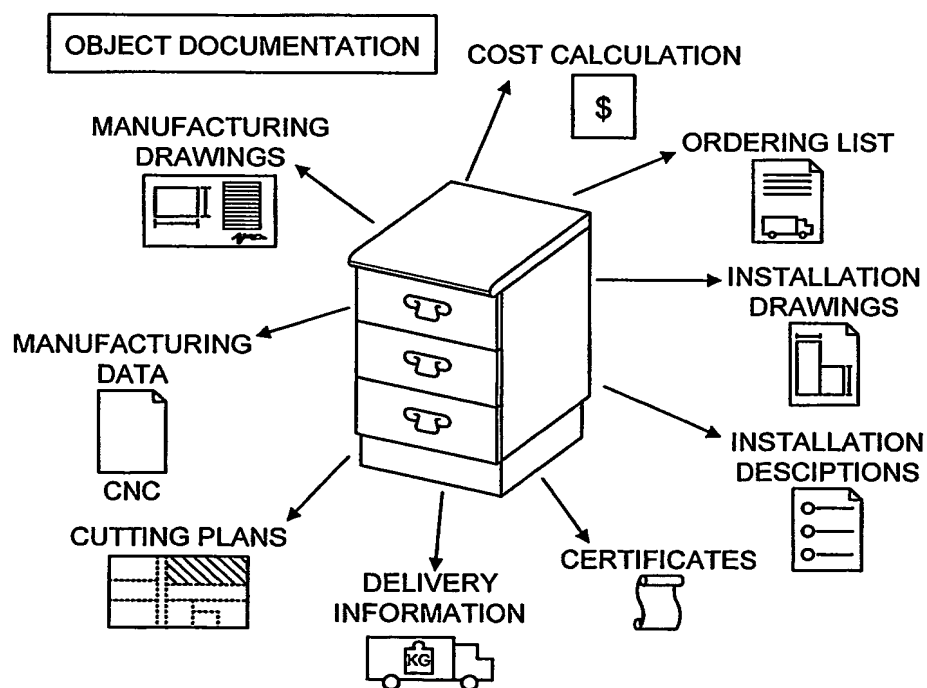 OBJECT DOCUMENTATION
COST CALCULATION
$
MANUFACTURING
DRAWINGS
ORDERING LIST
INSTALLATION
DRAWINGS
MANUFACTURING
DATA
CNC
INSTALLATION
DESCIPTIONS
CUTTING PLANS
CERTIFICATES
DELIVERY
INFORMATION
KG